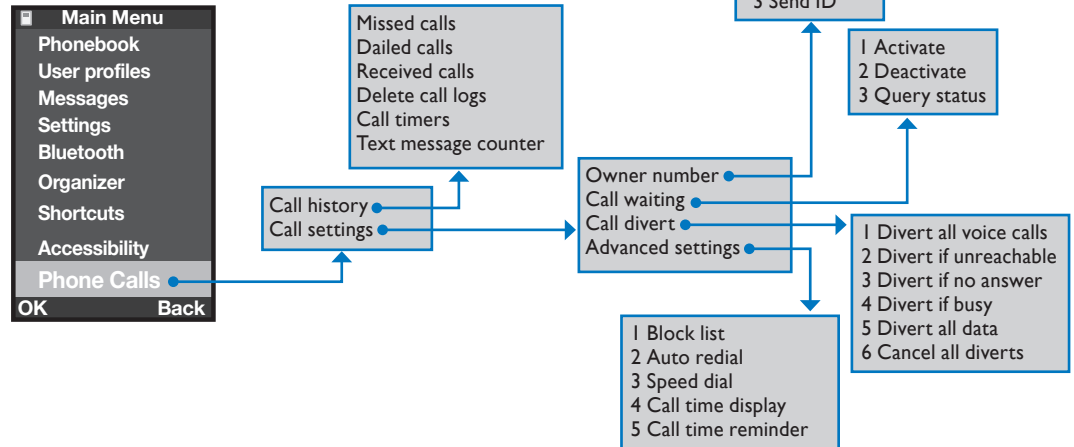 Main Menu
Phonebook
User profiles
Messages
Settings
Bluetooth
Organizer
Shortcuts
Accessibility
Phone Calls
OK Back
Call history
Call settings
Missed calls
Dailed calls
Received calls
Delete call logs
Call timers
Text message counter
Owner number
Call waiting
Call divert
Advanced settings
3 Send ID
1 Activate
2 Deactivate
3 Query status
1 Divert all voice calls
2 Divert if unreachable
3 Divert if no answer
4 Divert if busy
5 Divert all data
6 Cancel all diverts
1 Block list
2 Auto redial
3 Speed dial
4 Call time display
5 Call time reminder